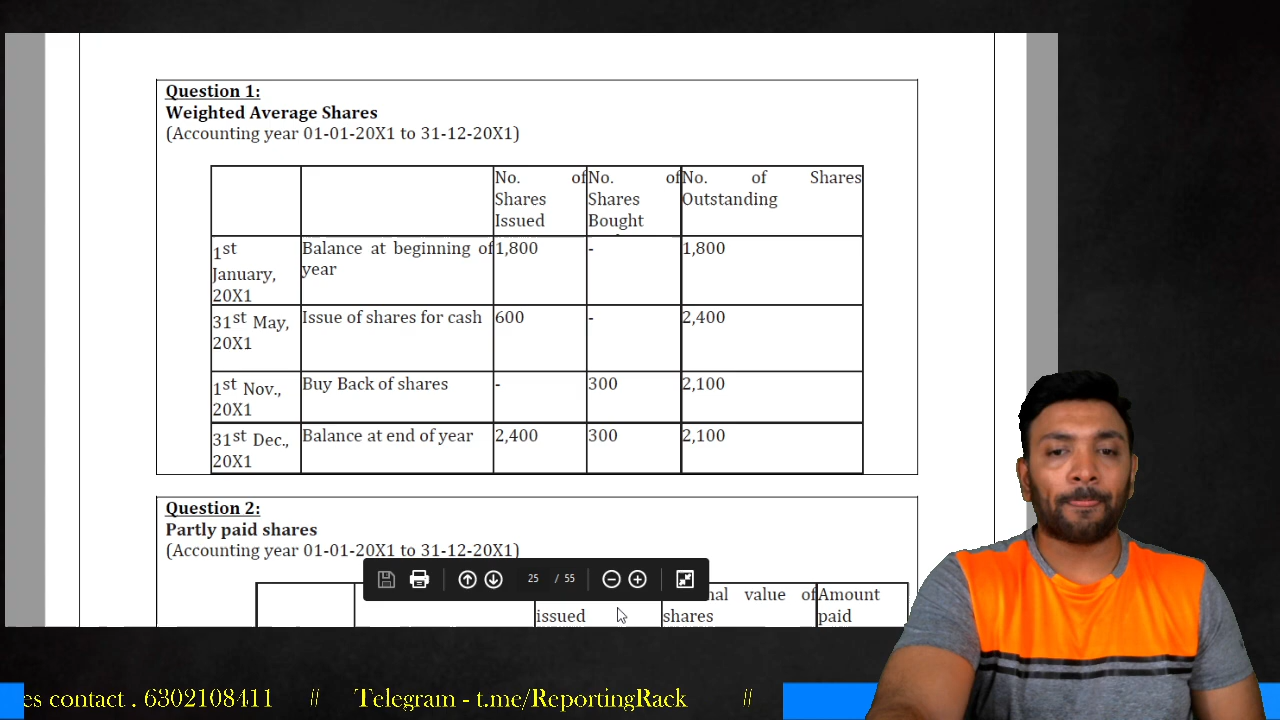 Question 1:
Weighted Average Shares
(Accounting year 01-01-20X1 to 31-12-20X1)
No. of Shares Issued
No. of Shares Bought
No. of Shares Outstanding
1st January, 20X1
Balance at beginning of year
1,800
-
1,800
31st May, 20X1
Issue of shares for cash
600
-
2,400
1st Nov., 20X1
Buy Back of shares
-
300
2,100
31st Dec., 20X1
Balance at end of year
2,400
300
2,100
Question 2:
Partly paid shares
(Accounting year 01-01-20X1 to 31-12-20X1)
25 / 55
issued
value of shares
Amount paid
contact . 6302108411 // Telegram - t.me/ReportingRack //